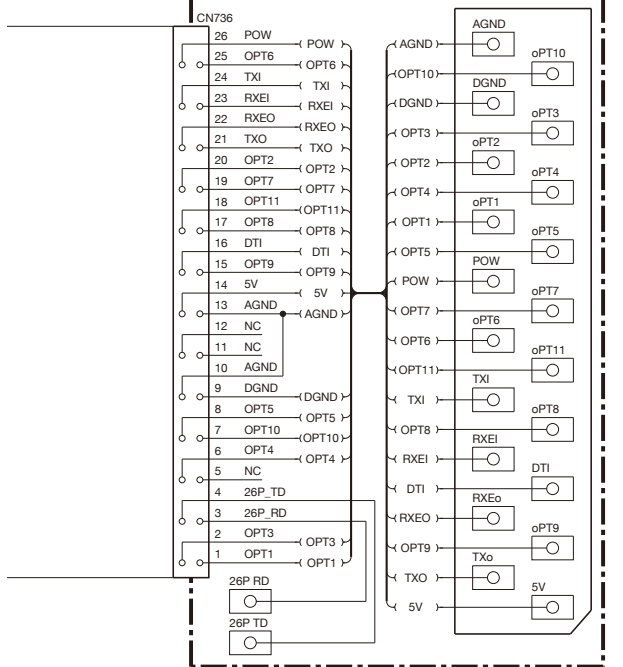 CN736
26 POW POW
25 OPT6 OPT6
24 TXI TXI
23 RXEI RXEI
22 RXEO RXEO
21 TXO TXO
20 OPT2 OPT2
19 OPT7 OPT7
18 OPT11 OPT11
17 OPT8 OPT8
16 DTI DTI
15 OPT9 OPT9
14 5V 5V
13 AGND AGND
12 NC
11 NC
10 AGND
9 DGND DGND
8 OPT5 OPT5
7 OPT10 OPT10
6 OPT4 OPT4
5 NC
4 26P_TD
3 26P_RD
2 OPT3 OPT3
1 OPT1 OPT1
26P RD
26P TD
AGND AGND
OPT10 oPT10
DGND DGND
OPT3 oPT3
OPT2 oPT2
OPT4 oPT4
OPT1 oPT1
OPT5 oPT5
POW POW
OPT7 oPT7
OPT6 oPT6
OPT11 oPT11
TXI TXI
OPT8 oPT8
RXEI RXEI
DTI DTI
RXEO RXEo
OPT9 oPT9
TXO TXo
5V 5V